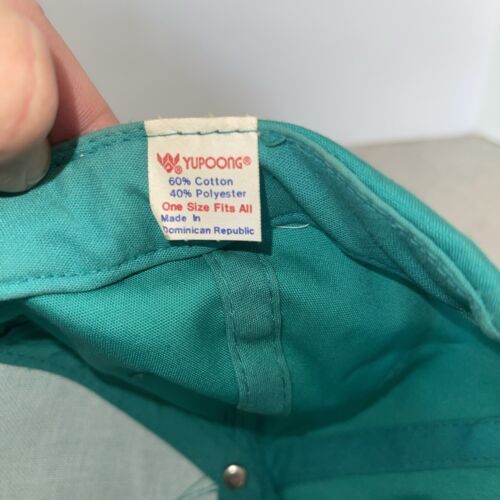 YUPOONG®
60% Cotton
40% Polyester
One Size Fits All
Made In
Dominican Republic